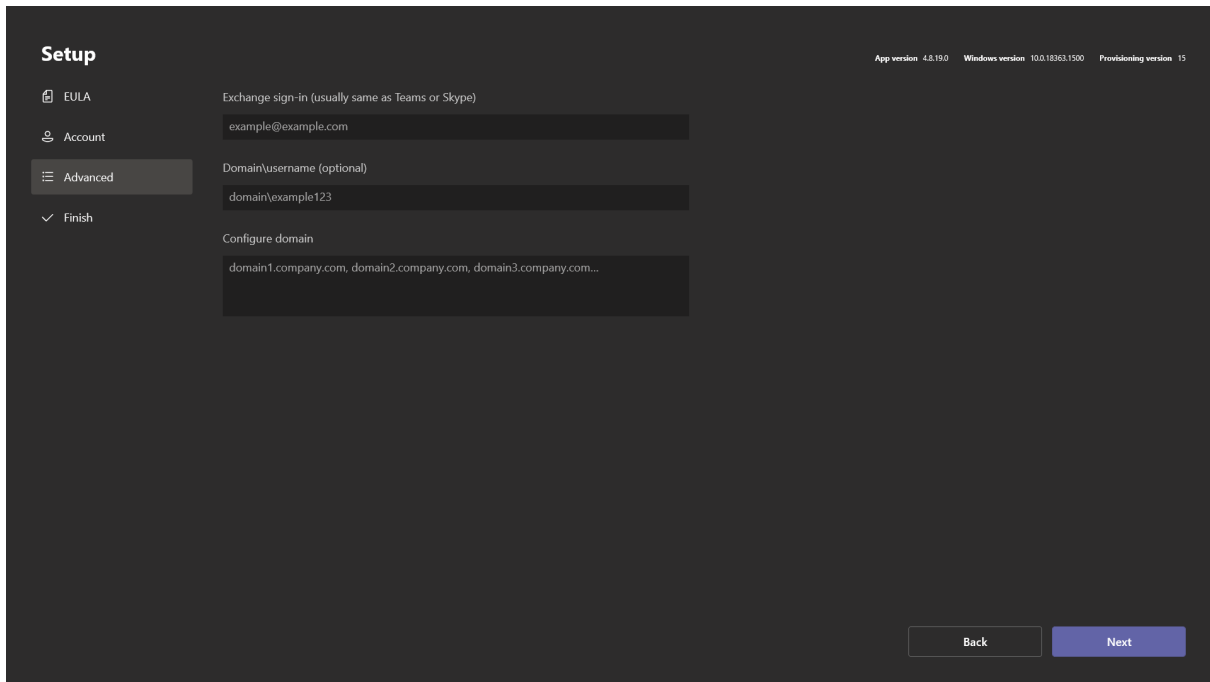 Setup
App version 4.8.19.0 Windows version 10.0.18363.1500 Provisioning version 15
EULA
Account
Advanced
Finish
Exchange sign-in (usually same as Teams or Skype)
example@example.com
Domain\username (optional)
domain\example123
Configure domain
domain1.company.com, domain2.company.com, domain3.company.com...
Back
Next